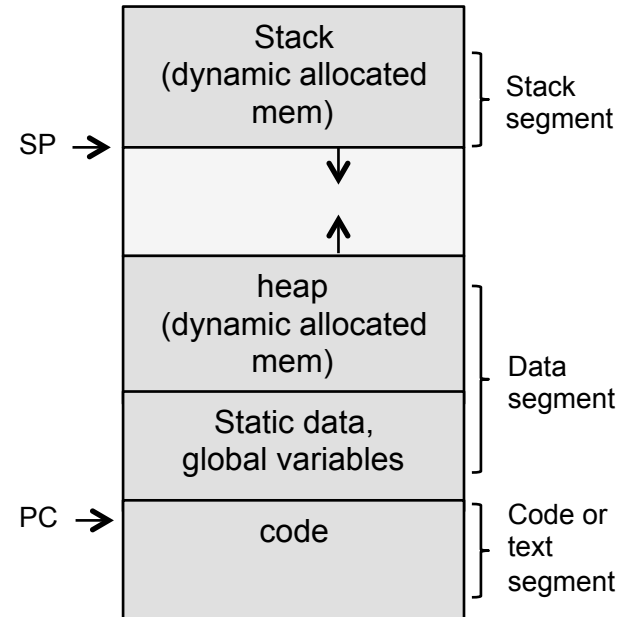 Stack
(dynamic allocated
mem)
Stack
segment
SP
heap
(dynamic allocated
mem)
Data
segment
Static data,
global variables
PC
code
Code or
text
segment